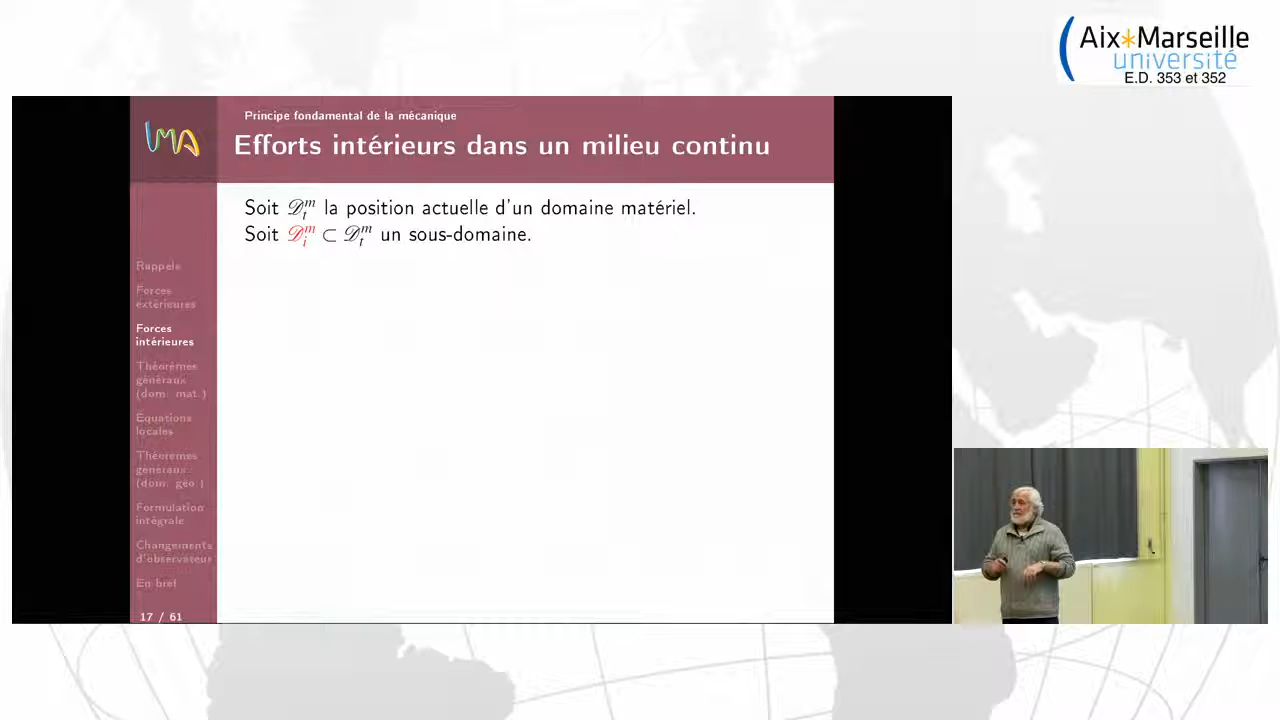 Aix*Marseille
université
E.D. 353 et 352
LMA
Principe fondamental de la mécanique
Efforts intérieurs dans un milieu continu
Soit 𝒟ₜᵐ la position actuelle d'un domaine matériel.
Soit 𝒟ᵢᵐ ⊂ 𝒟ₜᵐ un sous-domaine.
Rappels
Forces
extérieures
Forces
intérieures
Théorèmes
généraux
(dom. mat.)
Équations
locales
Théorèmes
généraux
(dom. géo.)
Formulation
intégrale
Changements
d'observateur
En bref
17 / 61